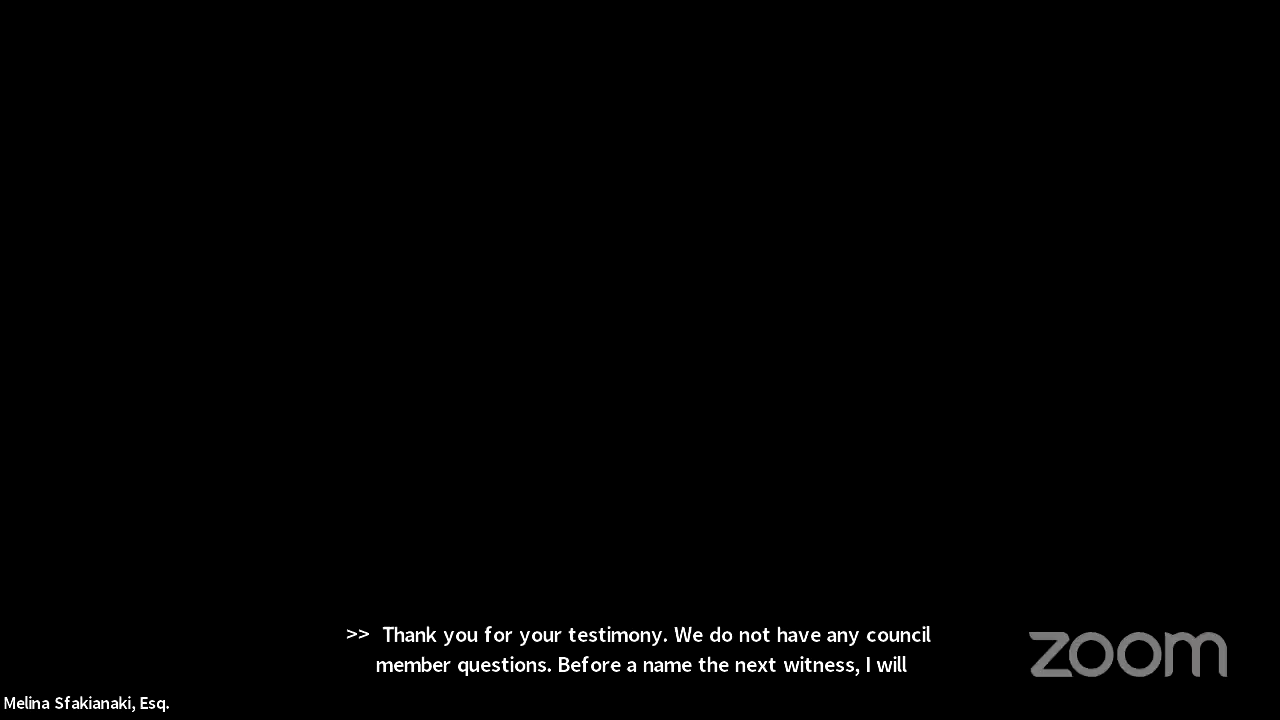 >> Thank you for your testimony. We do not have any council
member questions. Before a name the next witness, I will
zoom
Melina Sfakianaki, Esq.